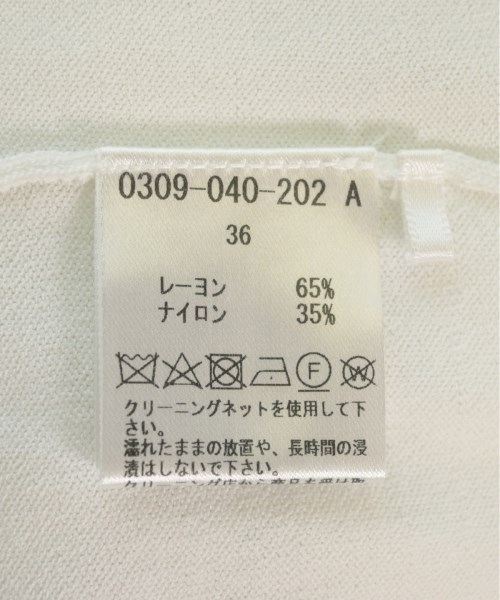 0309-040-202 A
36
レーヨン 65%
ナイロン 35%
F W
クリーニングネットを使用して下
さい。
濡れたままの放置や、長時間の浸
漬はしないで下さい。